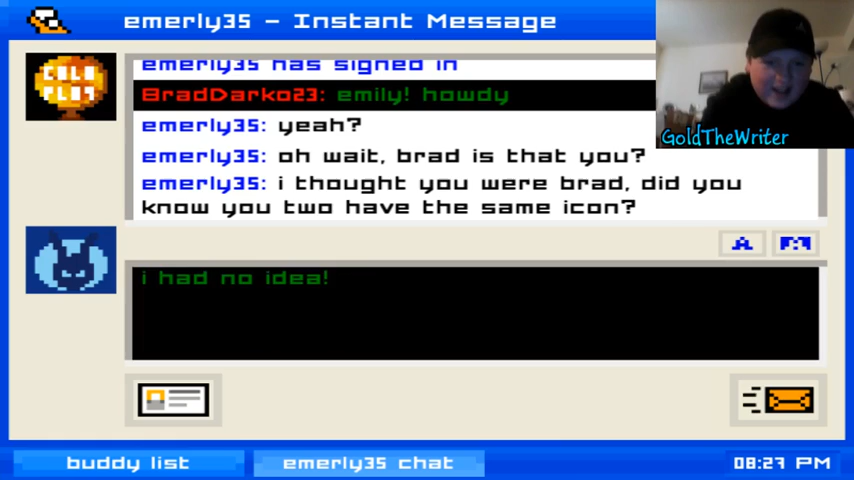 emerly35 - Instant Message
COLD
PLAY
emerly35 has signed in
BradDarko23: emily! howdy
emerly35: yeah?
emerly35: oh wait, brad is that you?
emerly35: i thought you were brad, did you
know you two have the same icon?
GoldTheWriter
A
i had no idea!
buddy list
emerly35 chat
08:27 PM